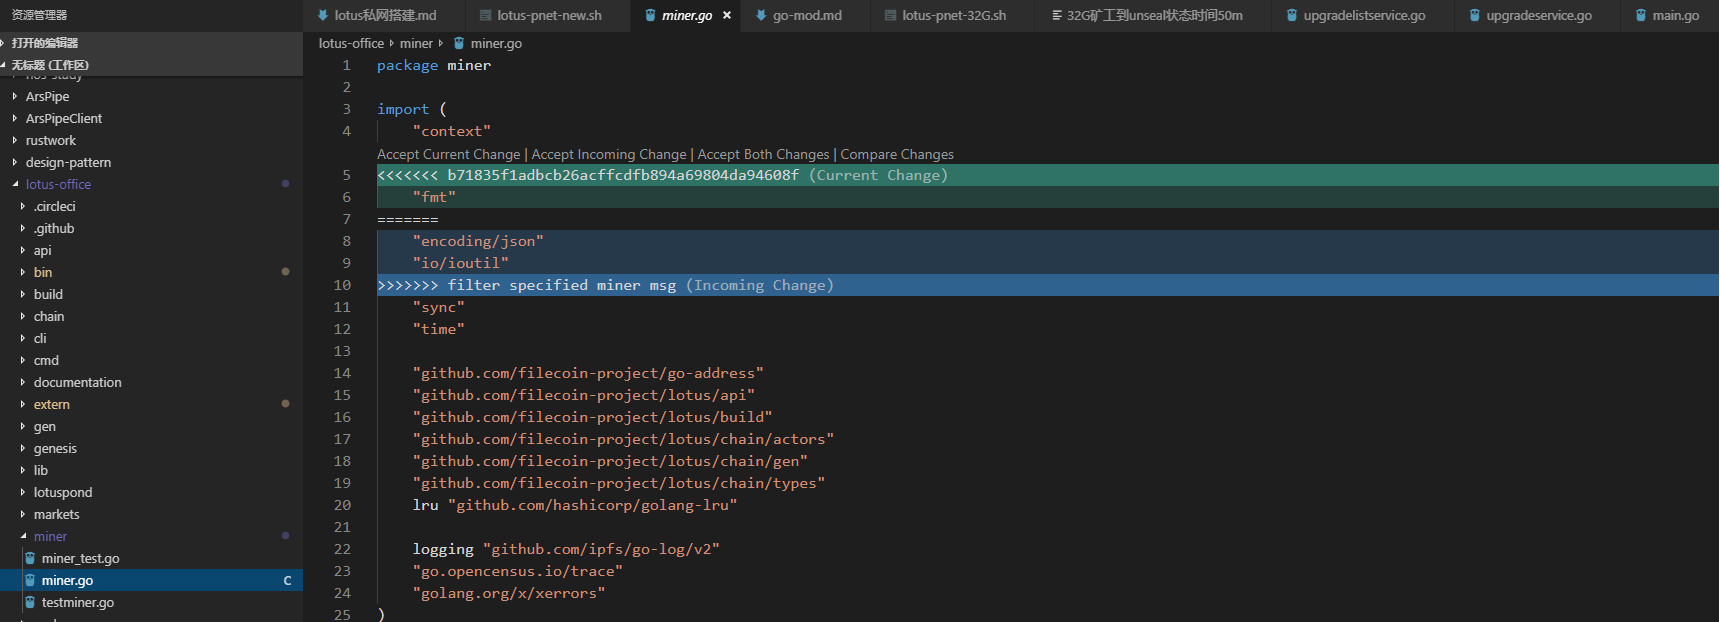 资源管理器
打开的编辑器
无标题 (工作区)
hos-study
ArsPipe
ArsPipeClient
rustwork
design-pattern
lotus-office
.circleci
.github
api
bin
build
chain
cli
cmd
documentation
extern
gen
genesis
lib
lotuspond
markets
miner
miner_test.go
miner.go C
testminer.go
lotus私网搭建.md lotus-pnet-new.sh miner.go × go-mod.md lotus-pnet-32G.sh 32G矿工到unseal状态时间50m upgradelistservice.go upgradeservice.go main.go
lotus-office miner miner.go
1 package miner
2
3 import (
4 "context"
Accept Current Change | Accept Incoming Change | Accept Both Changes | Compare Changes
5 <<<<<<< b71835f1adbcb26acffcdfb894a69804da94608f (Current Change)
6 "fmt"
7 =======
8 "encoding/json"
9 "io/ioutil"
10 >>>>>>> filter specified miner msg (Incoming Change)
11 "sync"
12 "time"
13
14 "github.com/filecoin-project/go-address"
15 "github.com/filecoin-project/lotus/api"
16 "github.com/filecoin-project/lotus/build"
17 "github.com/filecoin-project/lotus/chain/actors"
18 "github.com/filecoin-project/lotus/chain/gen"
19 "github.com/filecoin-project/lotus/chain/types"
20 lru "github.com/hashicorp/golang-lru"
21
22 logging "github.com/ipfs/go-log/v2"
23 "go.opencensus.io/trace"
24 "golang.org/x/xerrors"
25 )